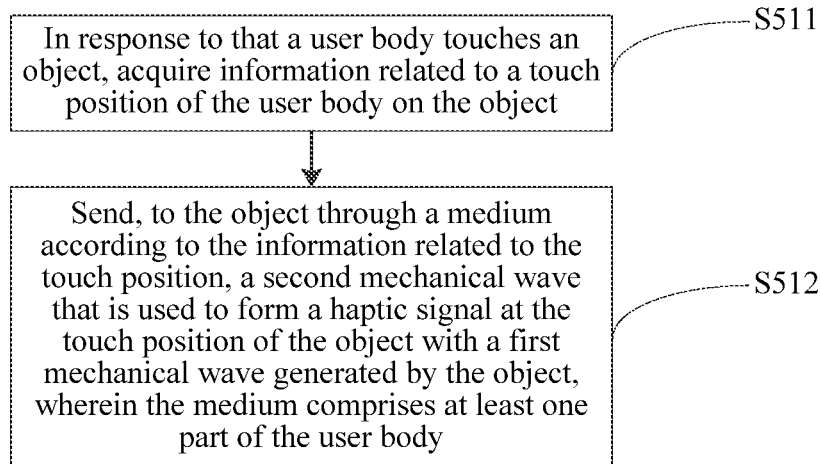 In response to that a user body touches an
object, acquire information related to a touch
position of the user body on the object
S511
Send, to the object through a medium
according to the information related to the
touch position, a second mechanical wave
that is used to form a haptic signal at the
touch position of the object with a first
mechanical wave generated by the object,
wherein the medium comprises at least one
part of the user body
S512